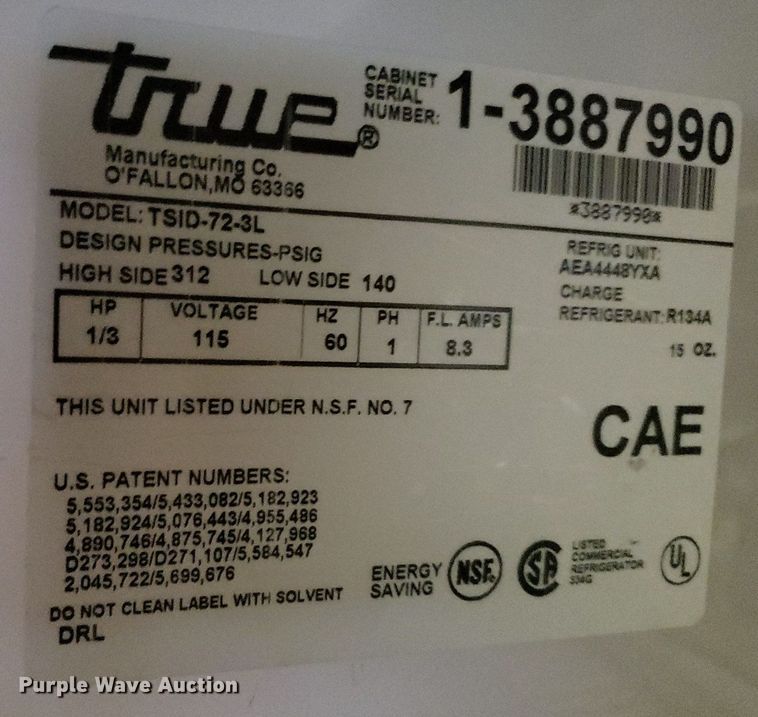 true®
Manufacturing Co.
O'FALLON, MO 63366
CABINET
SERIAL
NUMBER: 1-3887990
*3887990*
MODEL: TSID-72-3L
DESIGN PRESSURES-PSIG
HIGH SIDE 312 LOW SIDE 140
REFRIG UNIT:
AEA4448YXA
CHARGE
REFRIGERANT: R134A
15 OZ.
HP VOLTAGE HZ PH F.L. AMPS
1/3 115 60 1 8.3
THIS UNIT LISTED UNDER N.S.F. NO. 7
CAE
U.S. PATENT NUMBERS:
5,553,354/5,433,082/5,182,923
5,182,924/5,076,443/4,955,486
4,890,746/4,875,745/4,127,968
D273,298/D271,107/5,584,547
2,045,722/5,699,676
DO NOT CLEAN LABEL WITH SOLVENT
DRL
ENERGY
SAVING
NSF.
SA
LISTED
COMMERCIAL
REFRIGERATOR
UL
Purple Wave Auction